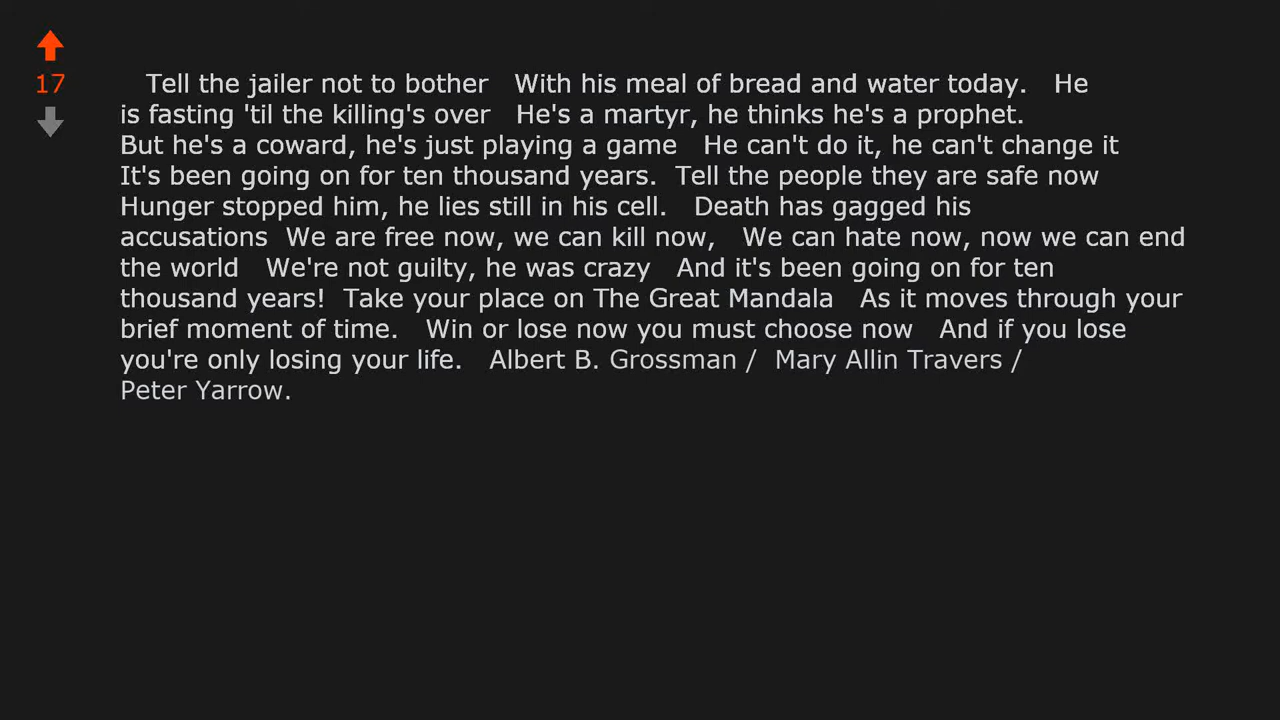 17
Tell the jailer not to bother With his meal of bread and water today. He
is fasting 'til the killing's over He's a martyr, he thinks he's a prophet.
But he's a coward, he's just playing a game He can't do it, he can't change it
It's been going on for ten thousand years. Tell the people they are safe now
Hunger stopped him, he lies still in his cell. Death has gagged his
accusations We are free now, we can kill now, We can hate now, now we can end
the world We're not guilty, he was crazy And it's been going on for ten
thousand years! Take your place on The Great Mandala As it moves through your
brief moment of time. Win or lose now you must choose now And if you lose
you're only losing your life. Albert B. Grossman / Mary Allin Travers /
Peter Yarrow.